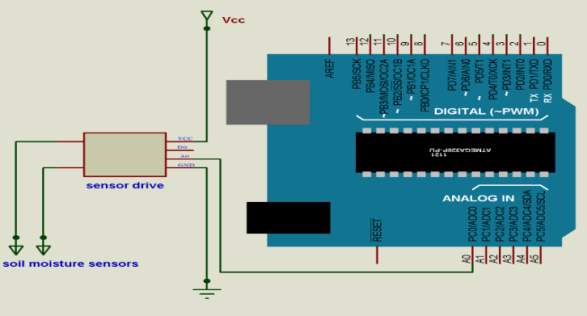 Vcc
13
12
11
10
9
8
7
6
5
4
3
2
1
0
AREF
PB5/SCK
PB4/MISO
PB3/MOSI/OC2A
PB2/SS/OC1B
PB1/OC1A
PB0/ICP1/CLKO
PD7/AIN1
PD6/AIN0
PD5/T1
PD4/T0/XCK
PD3/INT1
PD2/INT0
PD1/TXD
PD0/RXD
~
~
~
~
~
~
TX
RX
DIGITAL (~PWM)
VCC
D0
A0
GND
sensor drive
ATMEGA328P-PU
1121
ANALOG IN
RESET
PC0/ADC0
PC1/ADC1
PC2/ADC2
PC3/ADC3
PC4/ADC4/SDA
PC5/ADC5/SCL
A0
A1
A2
A3
A4
A5
soil moisture sensors